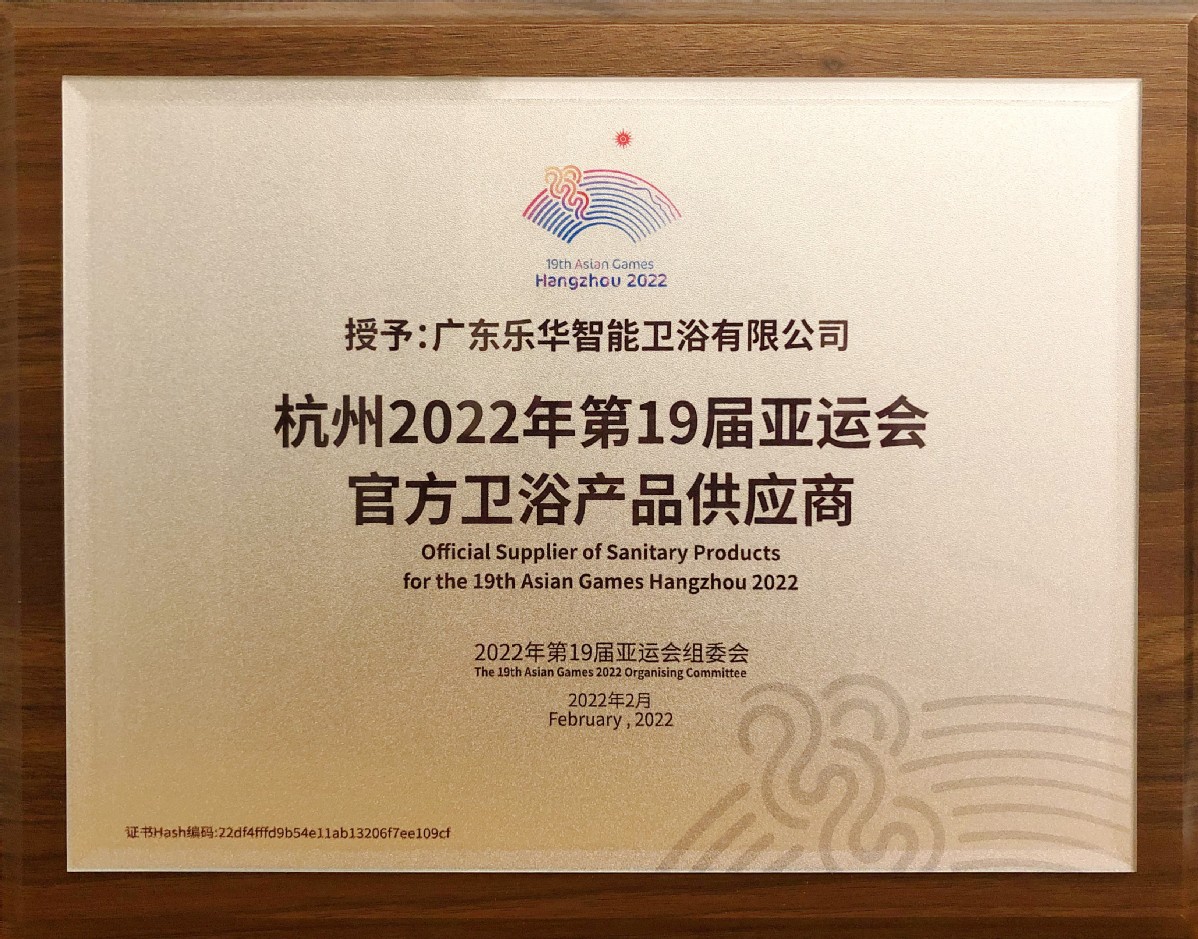 19th Asian Games
Hangzhou 2022
授予:广东乐华智能卫浴有限公司
杭州2022年第19届亚运会
官方卫浴产品供应商
Official Supplier of Sanitary Products
for the 19th Asian Games Hangzhou 2022
2022年第19届亚运会组委会
The 19th Asian Games 2022 Organising Committee
2022年2月
February , 2022
证书Hash编码:22df4fffd9b54e11ab13206f7ee109cf